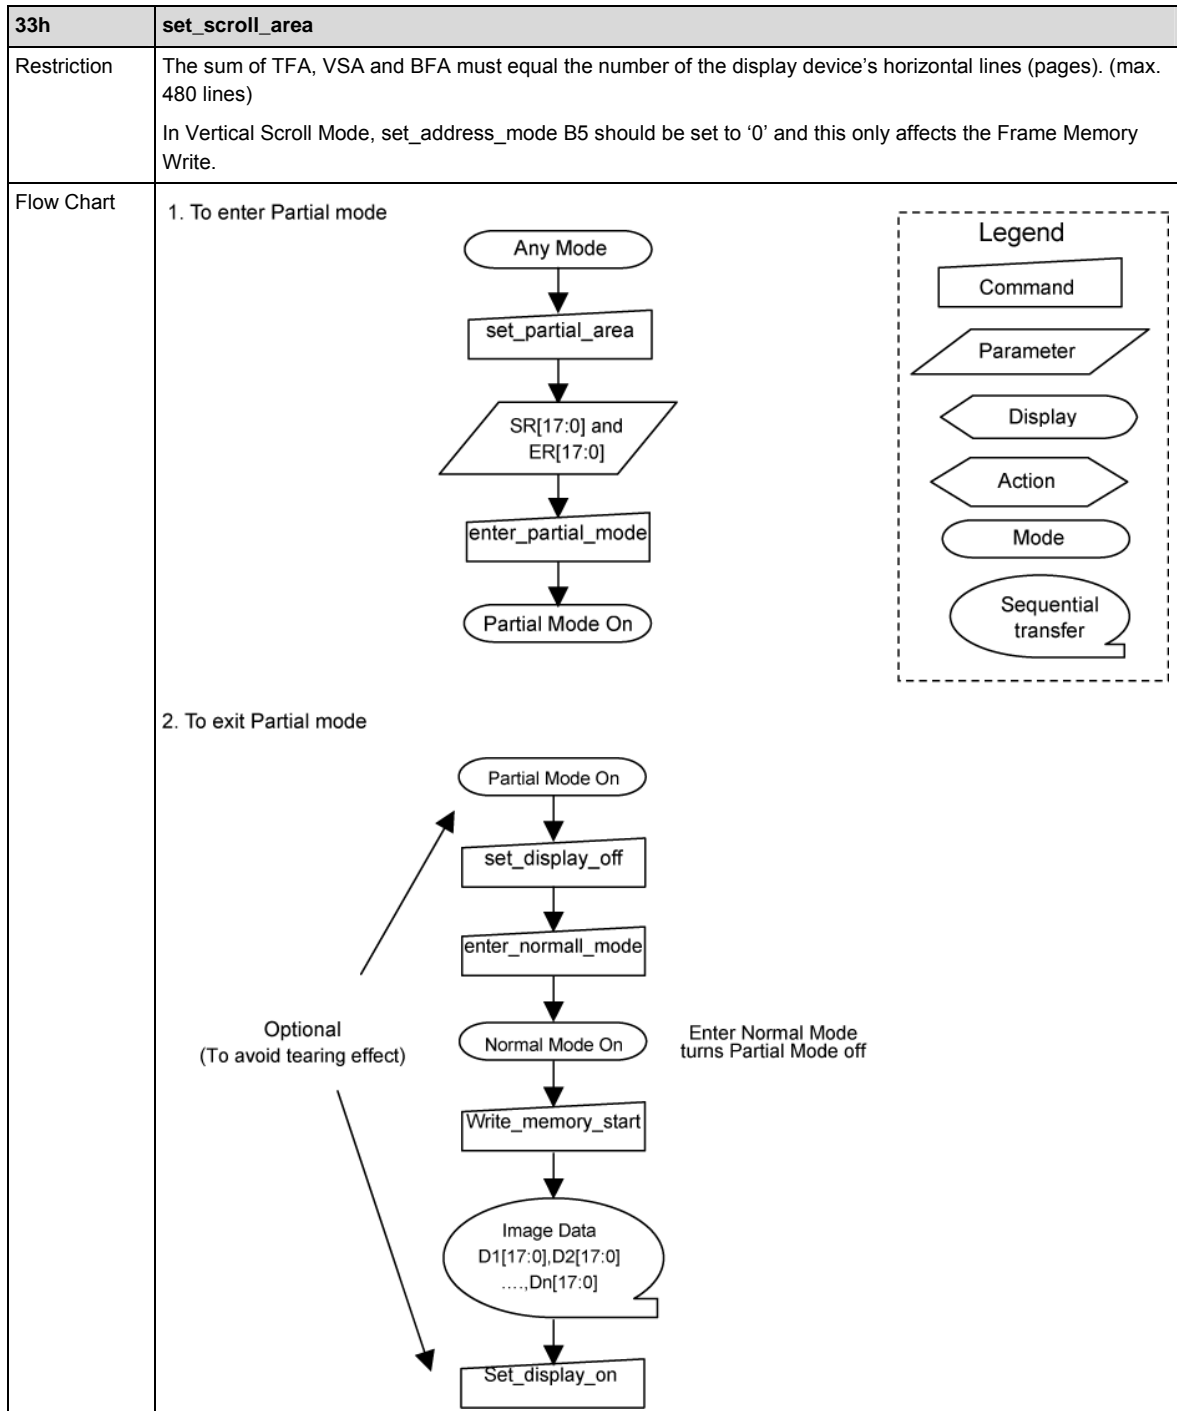 33h
set_scroll_area
Restriction
The sum of TFA, VSA and BFA must equal the number of the display device’s horizontal lines (pages). (max.
480 lines)
In Vertical Scroll Mode, set_address_mode B5 should be set to ‘0’ and this only affects the Frame Memory
Write.
Flow Chart
1. To enter Partial mode
Any Mode
set_partial_area
SR[17:0] and
ER[17:0]
enter_partial_mode
Partial Mode On
Legend
Command
Parameter
Display
Action
Mode
Sequential
transfer
2. To exit Partial mode
Partial Mode On
set_display_off
enter_normall_mode
Normal Mode On
Enter Normal Mode
turns Partial Mode off
Optional
(To avoid tearing effect)
Write_memory_start
Image Data
D1[17:0],D2[17:0]
....,Dn[17:0]
Set_display_on